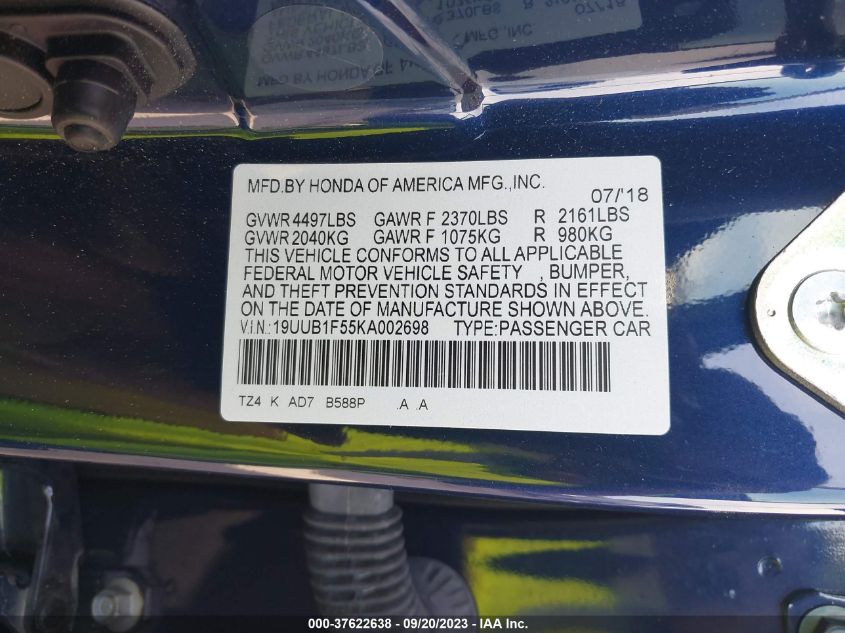 MFD.BY HONDA OF AMERICA MFG.,INC.
07/'18
GVWR 4497LBS GAWR F 2370LBS R 2161LBS
GVWR 2040KG GAWR F 1075KG R 980KG
THIS VEHICLE CONFORMS TO ALL APPLICABLE
FEDERAL MOTOR VEHICLE SAFETY , BUMPER,
AND THEFT PREVENTION STANDARDS IN EFFECT
ON THE DATE OF MANUFACTURE SHOWN ABOVE.
V.I.N.: 19UUB1F55KA002698 TYPE:PASSENGER CAR
TZ4 K AD7 B588P .A .A
000-37622638 - 09/20/2023 - IAA Inc.